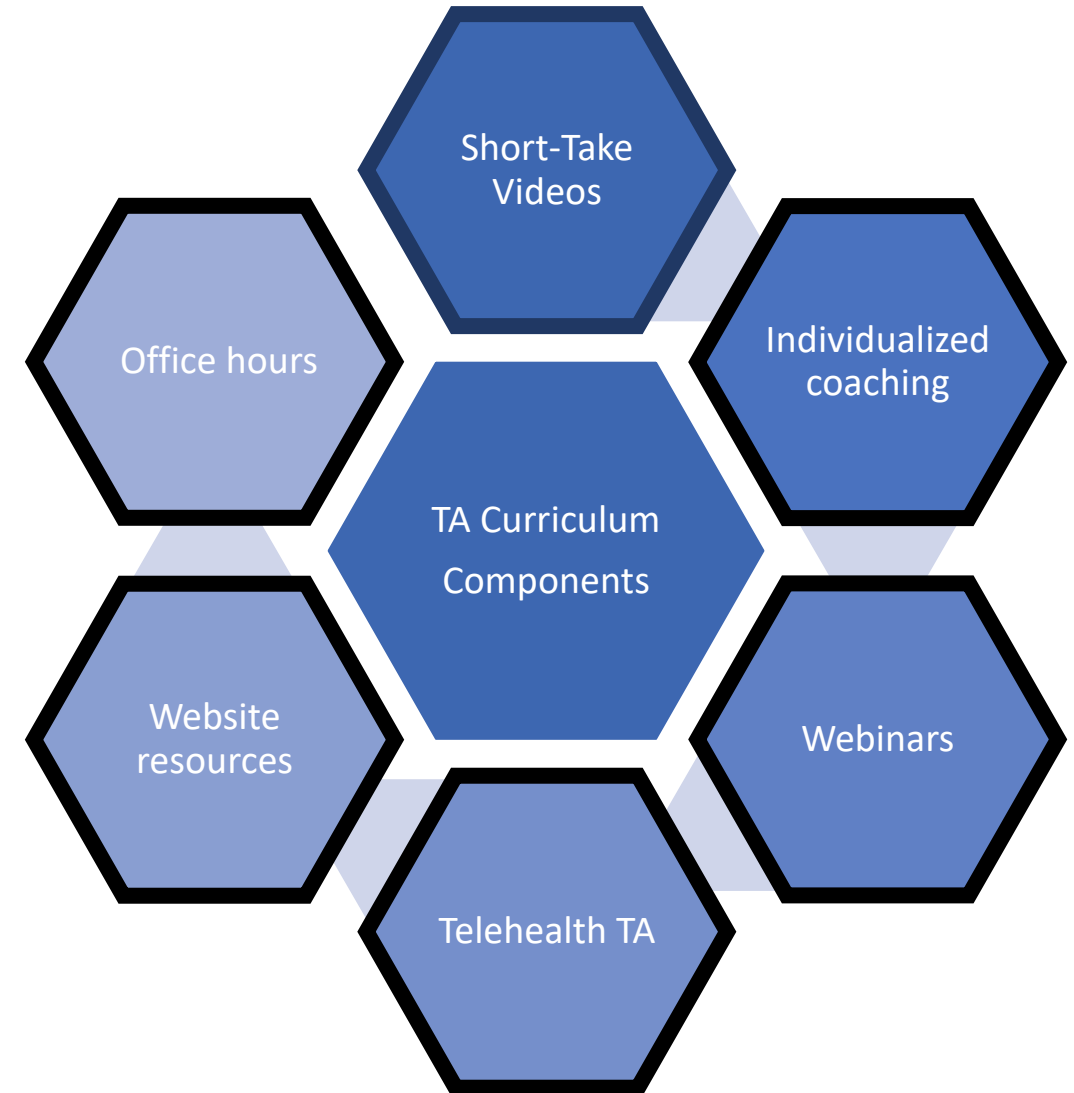 Short-Take
Videos
Individualized
coaching
Office hours
TA Curriculum
Components
Website
resources
Webinars
Telehealth TA